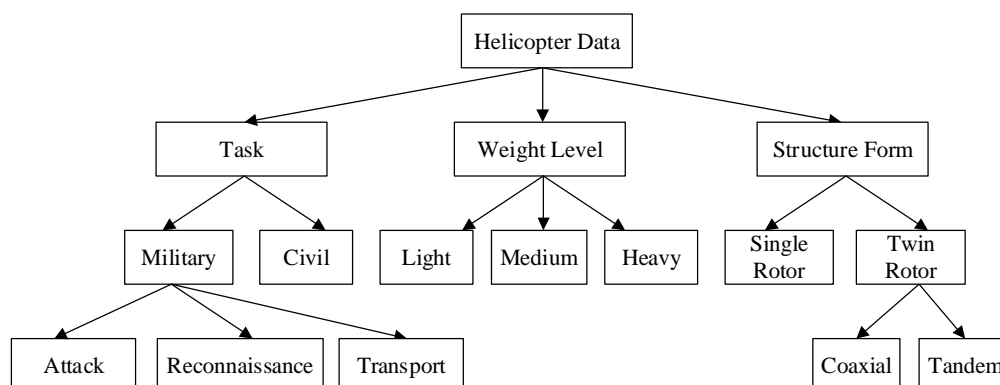 Helicopter Data
Task
Weight Level
Structure Form
Military
Civil
Light
Medium
Heavy
Single
Rotor
Twin
Rotor
Attack
Reconnaissance
Transport
Coaxial
Tandem